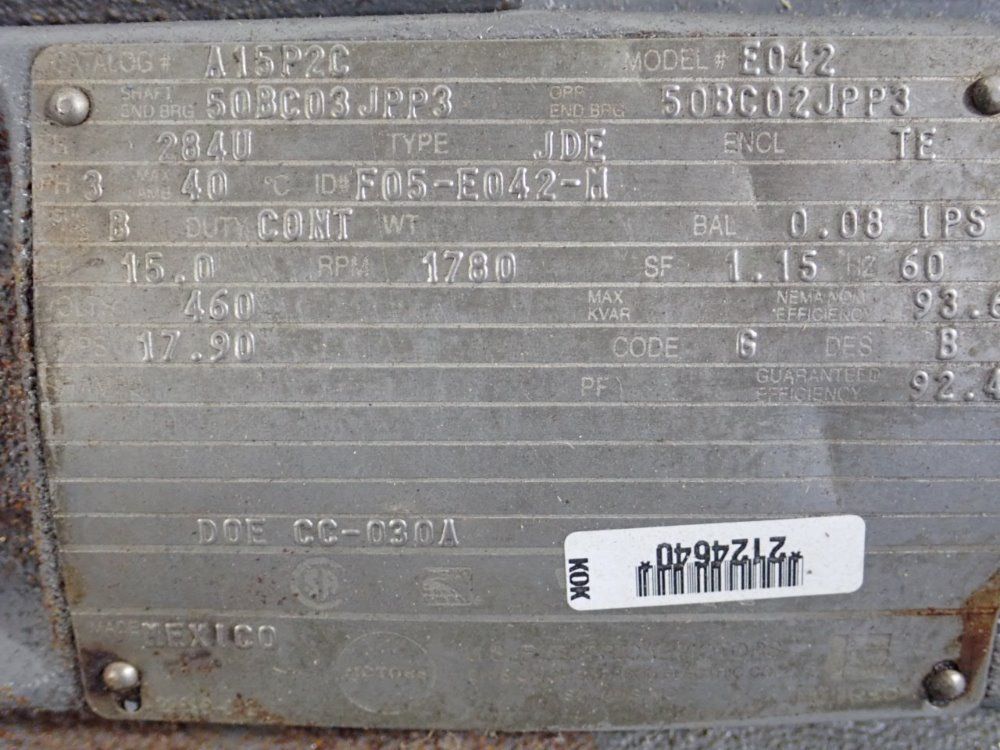 CATALOG # A15P2C MODEL # E042
SHAFT END BRG 50BC03JPP3 OPP END BRG 50BC02JPP3
284U TYPE JDE ENCL TE
PH 3 MAX AMB 40 °C ID# F05-E042-M
B DUTY CONT WT BAL 0.08 IPS
15.0 RPM 1780 SF 1.15 HZ 60
460 MAX KVAR NEMA NOM EFFICIENCY 93.6
17.90 CODE G DES B
PF GUARANTEED EFFICIENCY 92.4
DOE CC-030A
*2124640*
KOK
MADE MEXICO
MOTORS